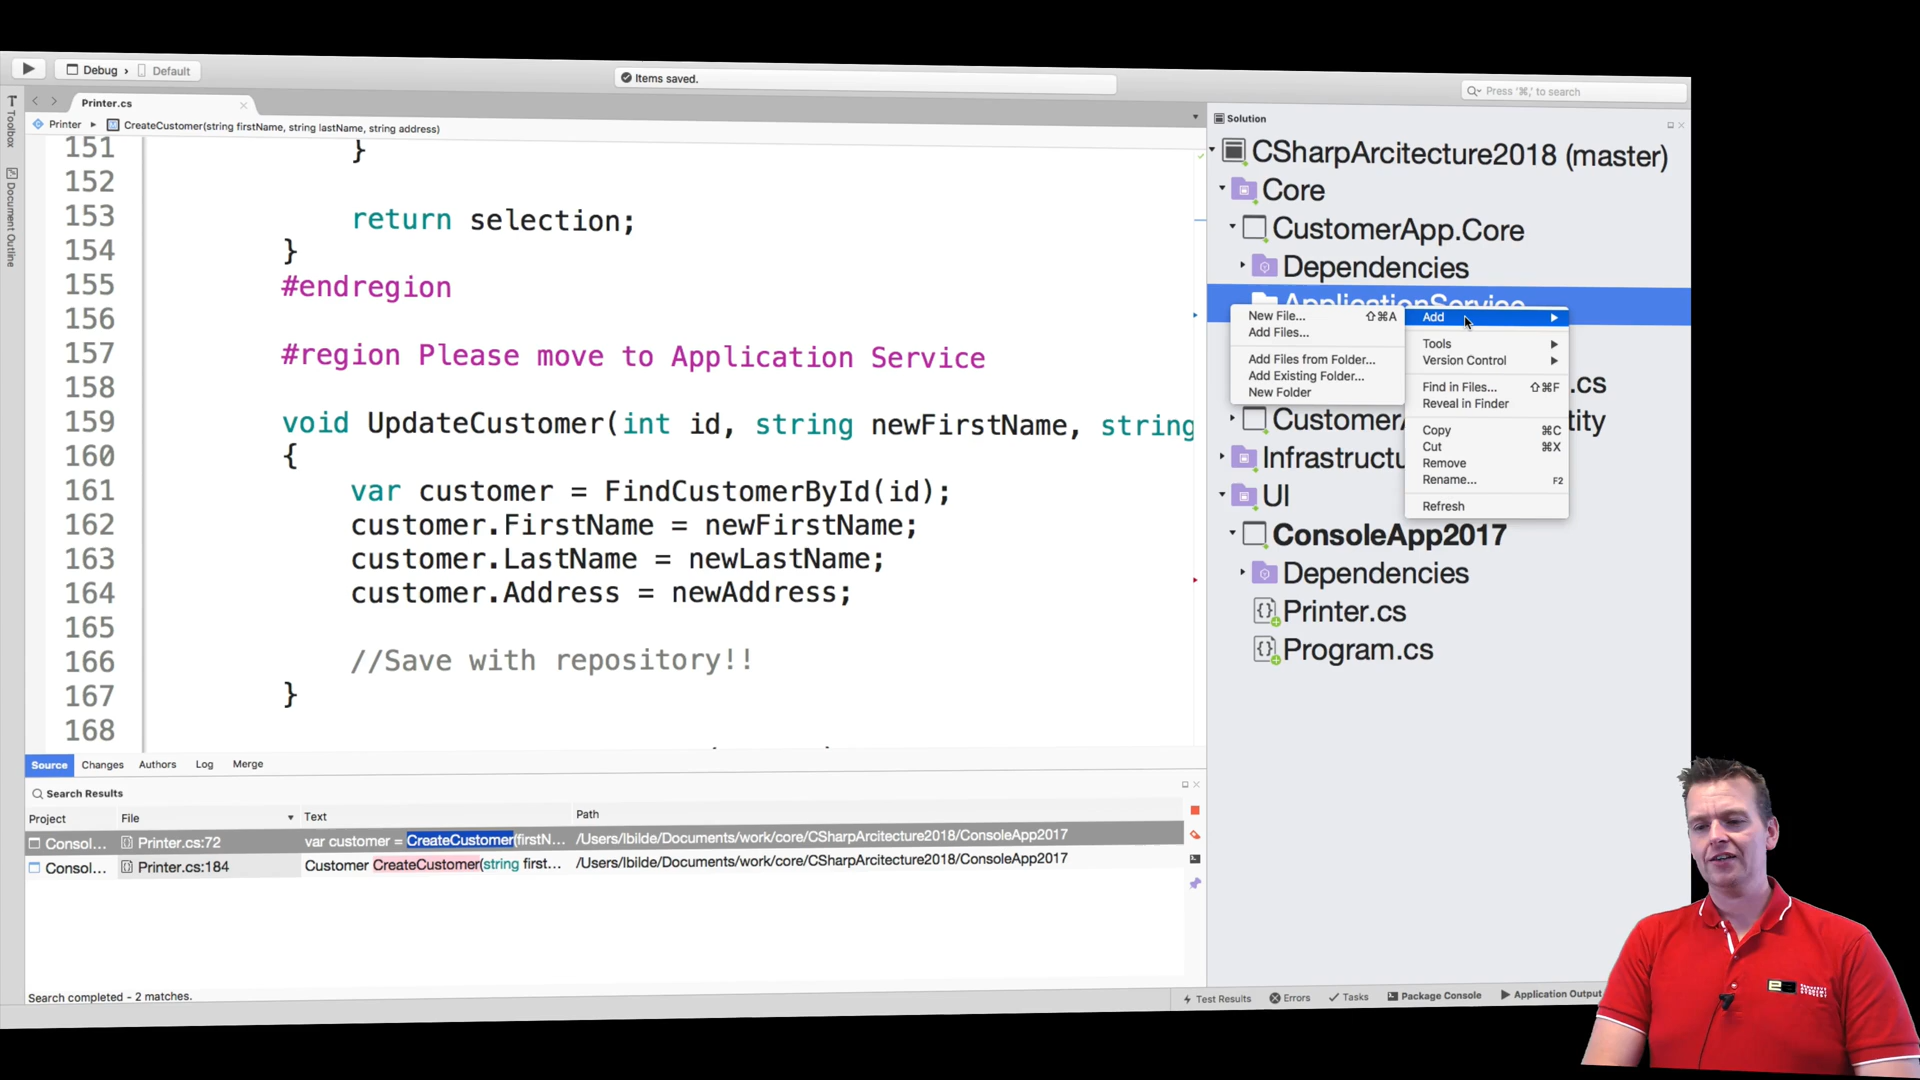 Debug › Default
Items saved.
Press '⌘,' to search
Toolbox
Document Outline
Printer.cs
Printer ▸ CreateCustomer(string firstName, string lastName, string address)
151 }
152
153 return selection;
154 }
155 #endregion
156
157 #region Please move to Application Service
158
159 void UpdateCustomer(int id, string newFirstName, string
160 {
161 var customer = FindCustomerById(id);
162 customer.FirstName = newFirstName;
163 customer.LastName = newLastName;
164 customer.Address = newAddress;
165
166 //Save with repository!!
167 }
168
Solution
CSharpArcitecture2018 (master)
Core
CustomerApp.Core
Dependencies
ApplicationService
.cs
Customer
tity
Infrastructu
UI
ConsoleApp2017
Dependencies
Printer.cs
Program.cs
New File... ⇧⌘A
Add Files...
Add Files from Folder...
Add Existing Folder...
New Folder
Add
Tools
Version Control
Find in Files... ⇧⌘F
Reveal in Finder
Copy ⌘C
Cut ⌘X
Remove
Rename... F2
Refresh
Source Changes Authors Log Merge
Search Results
Project File Text Path
Consol... Printer.cs:72 var customer = CreateCustomer(firstN... /Users/lbilde/Documents/work/core/CSharpArcitecture2018/ConsoleApp2017
Consol... Printer.cs:184 Customer CreateCustomer(string first... /Users/lbilde/Documents/work/core/CSharpArcitecture2018/ConsoleApp2017
Search completed - 2 matches.
Test Results Errors Tasks Package Console Application Output